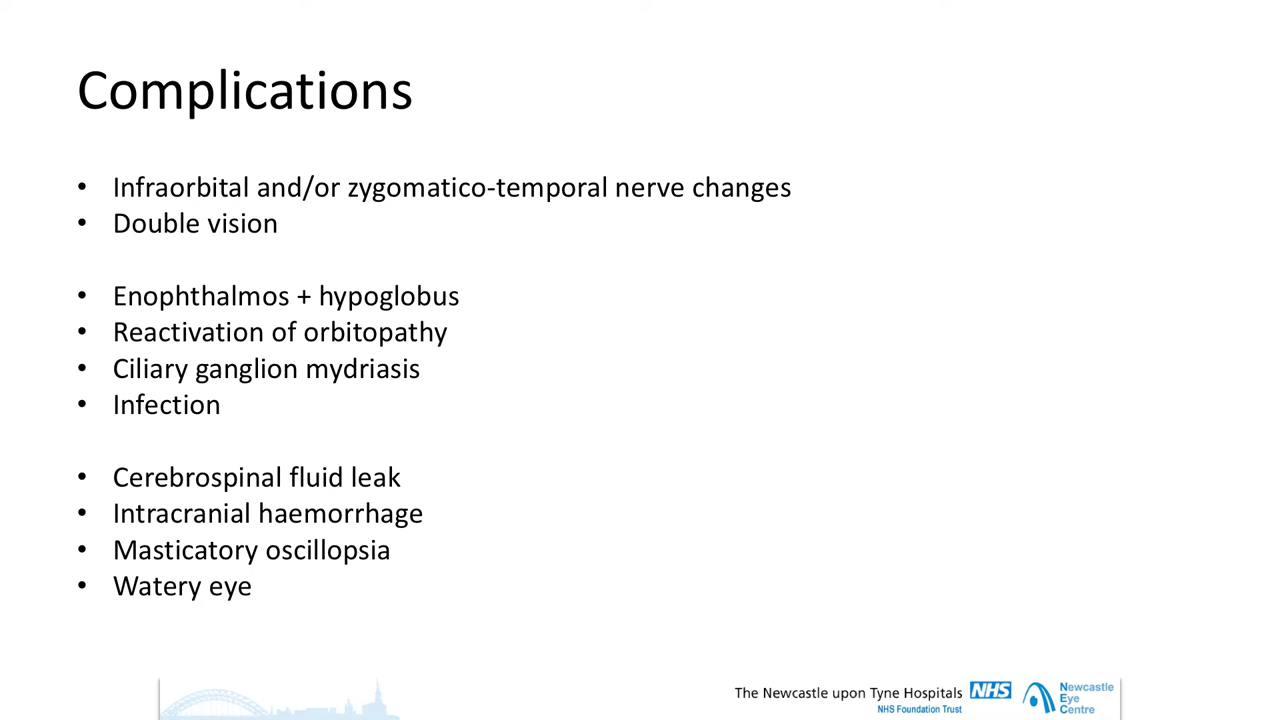 Complications
• Infraorbital and/or zygomatico-temporal nerve changes
• Double vision
• Enophthalmos + hypoglobus
• Reactivation of orbitopathy
• Ciliary ganglion mydriasis
• Infection
• Cerebrospinal fluid leak
• Intracranial haemorrhage
• Masticatory oscillopsia
• Watery eye
The Newcastle upon Tyne Hospitals NHS
NHS Foundation Trust
Newcastle
Eye
Centre